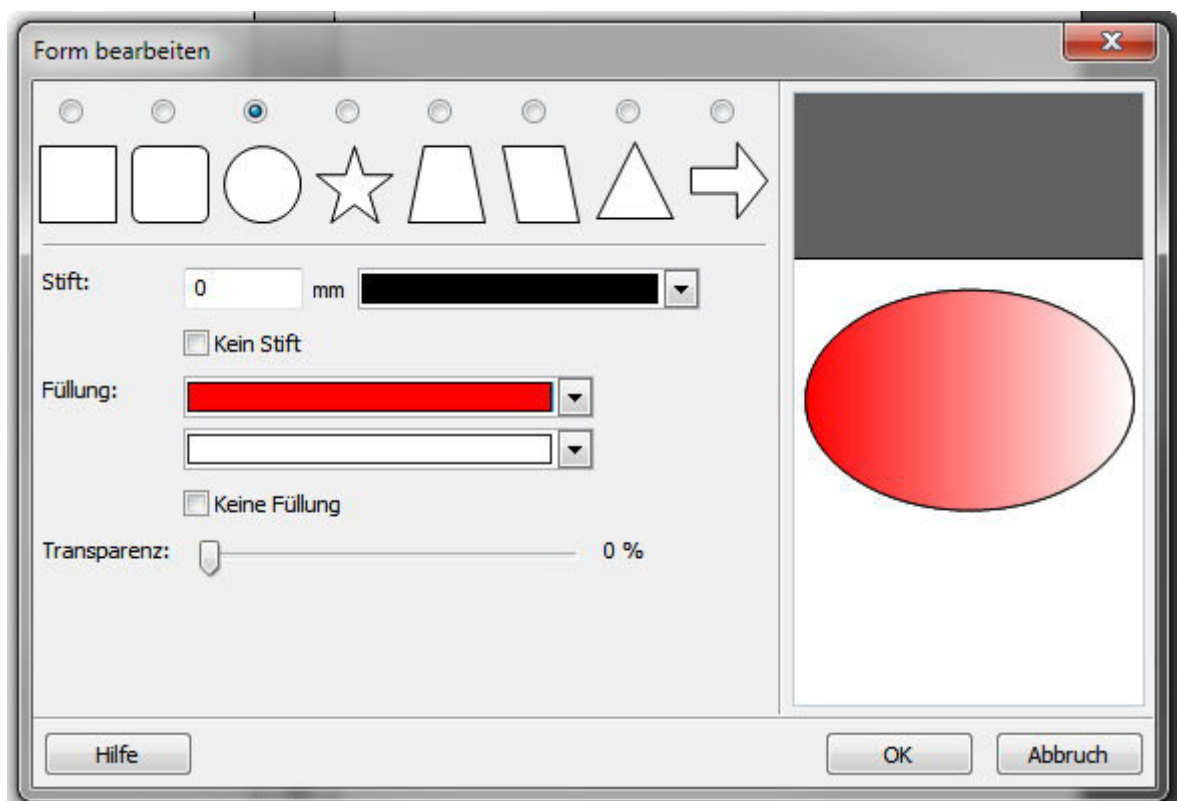 Form bearbeiten
Stift:
0 mm
Kein Stift
Füllung:
Keine Füllung
Transparenz: 0 %
Hilfe OK Abbruch